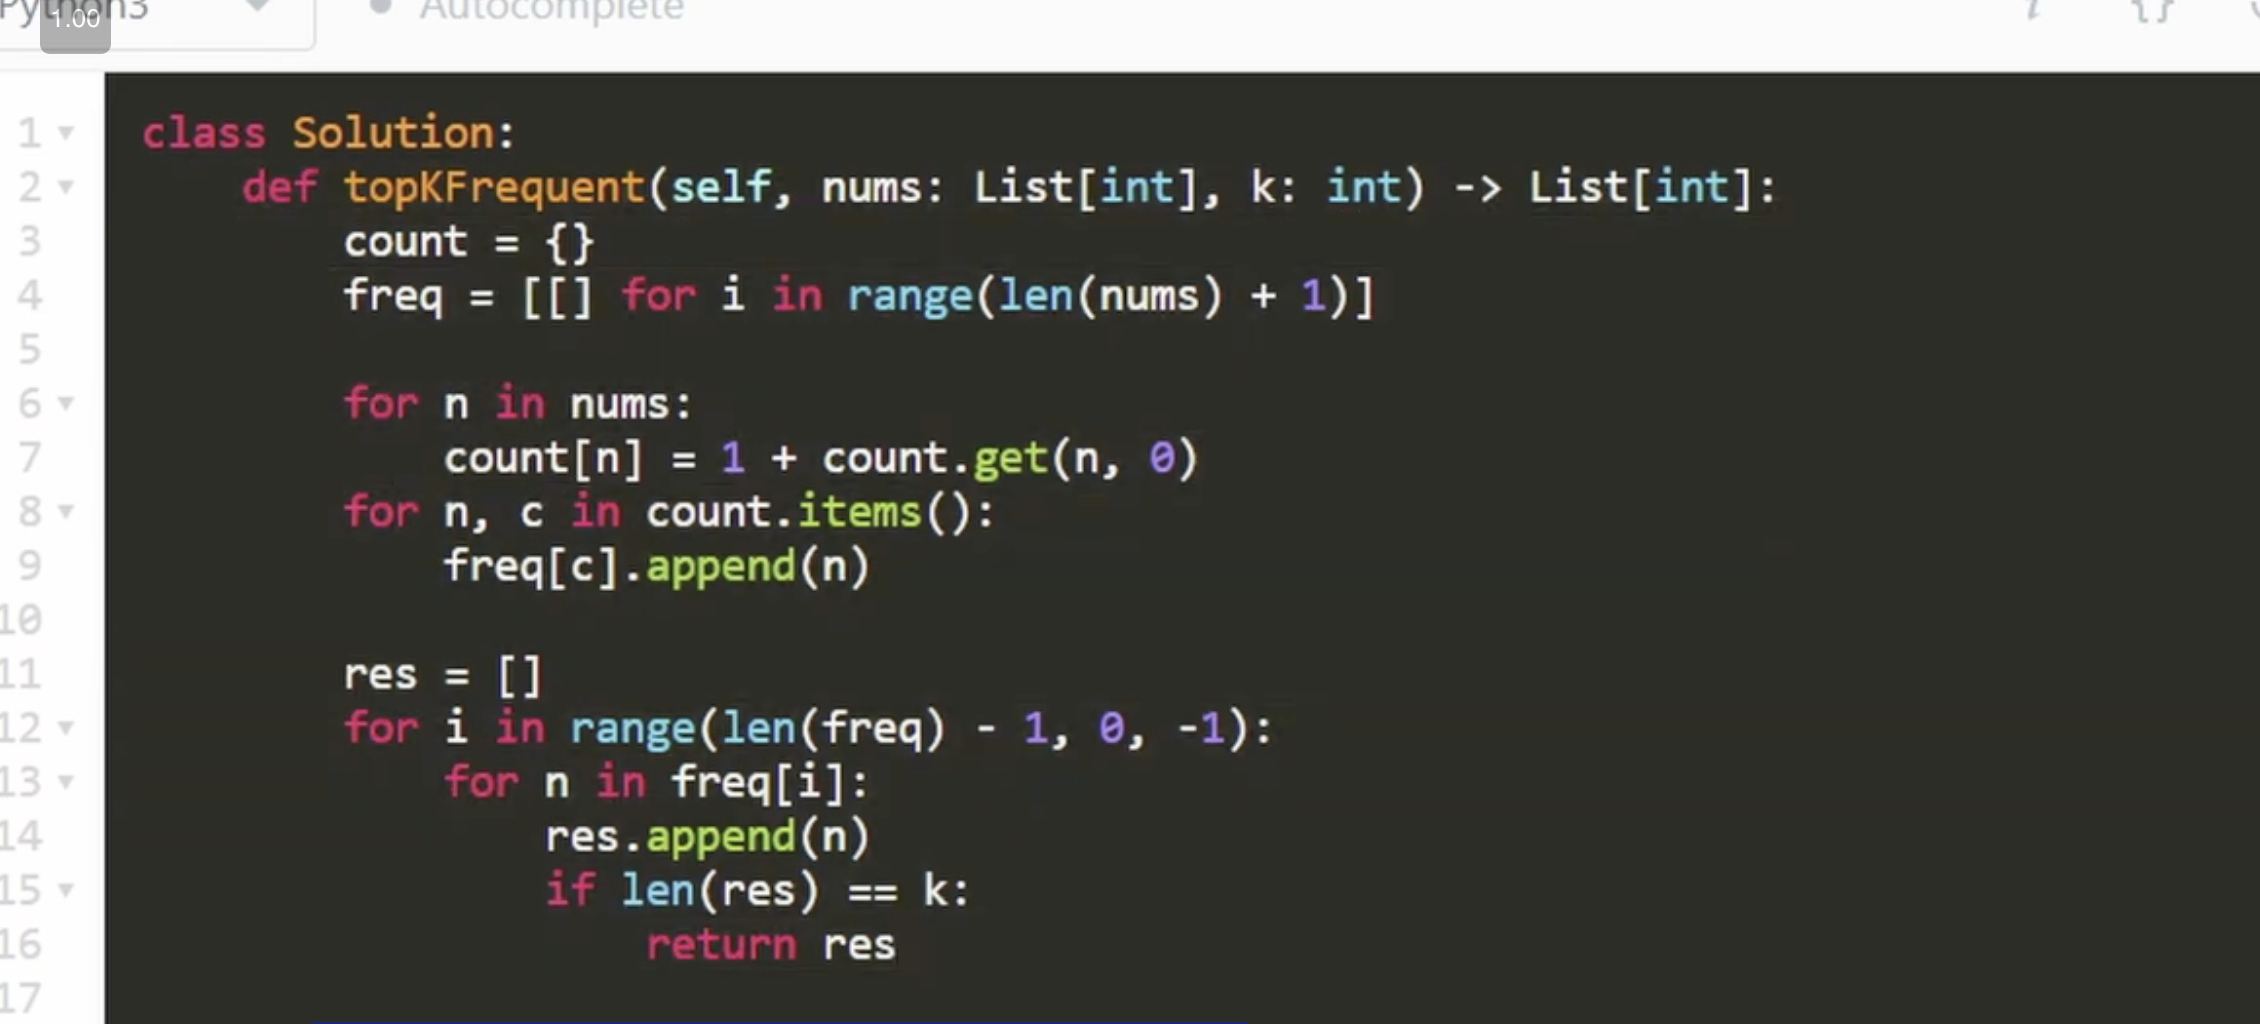 Python3
1.00
Autocomplete
i {}
1 class Solution:
2     def topKFrequent(self, nums: List[int], k: int) -> List[int]:
3         count = {}
4         freq = [[] for i in range(len(nums) + 1)]
5
6         for n in nums:
7             count[n] = 1 + count.get(n, 0)
8         for n, c in count.items():
9             freq[c].append(n)
10
11         res = []
12         for i in range(len(freq) - 1, 0, -1):
13             for n in freq[i]:
14                 res.append(n)
15                 if len(res) == k:
16                     return res
17